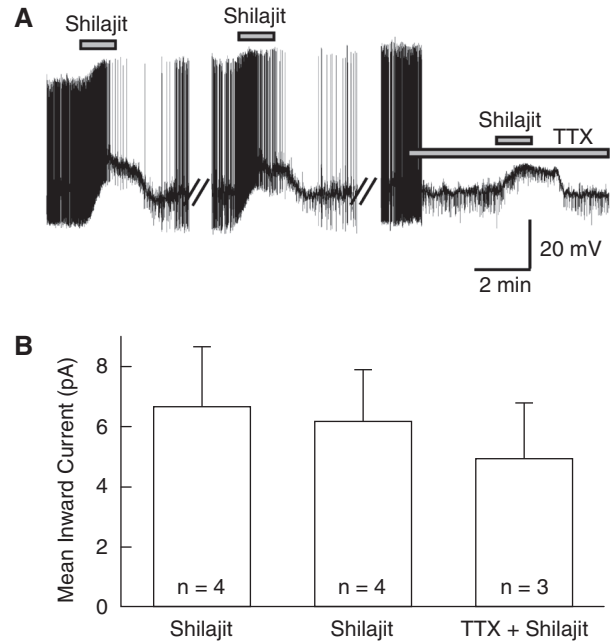 A
Shilajit
Shilajit
Shilajit
TTX
20 mV
2 min
B
Mean Inward Current (pA)
8
6
4
2
0
n = 4
n = 4
n = 3
Shilajit
Shilajit
TTX + Shilajit